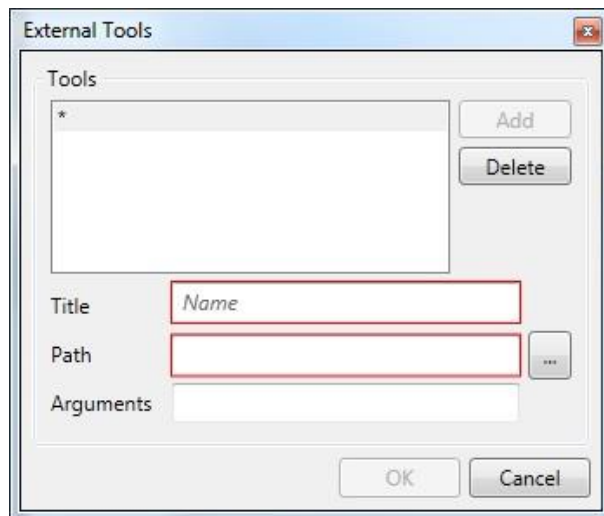 External Tools
Tools
*
Add
Delete
Title
Name
Path
...
Arguments
OK
Cancel